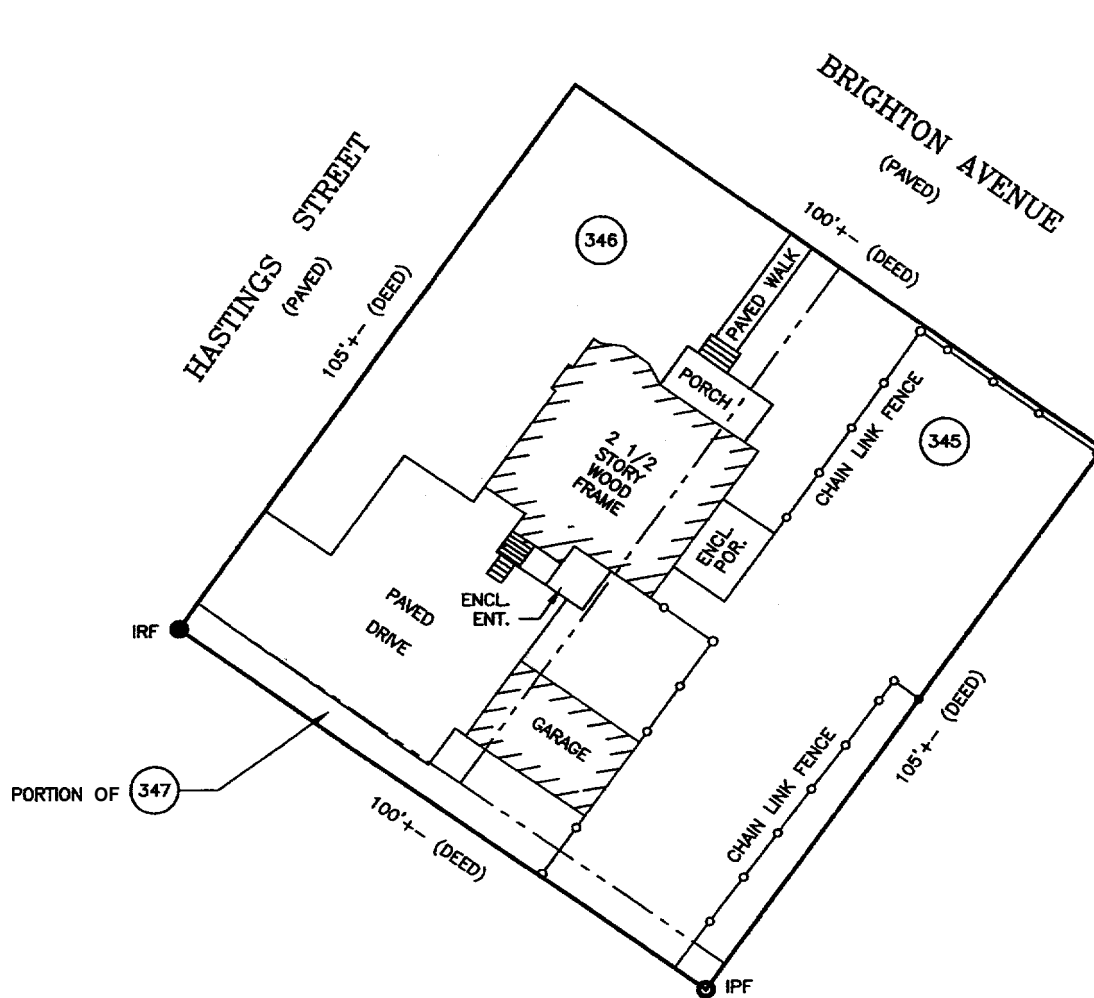 BRIGHTON AVENUE
(PAVED)
HASTINGS STREET
(PAVED)
100'+- (DEED)
105'+- (DEED)
346
PAVED WALK
PORCH
345
CHAIN LINK FENCE
2 1/2
STORY
WOOD
FRAME
ENCL.
POR.
ENCL.
ENT.
PAVED
DRIVE
IRF
GARAGE
PORTION OF 347
100'+- (DEED)
CHAIN LINK FENCE
105'+- (DEED)
IPF